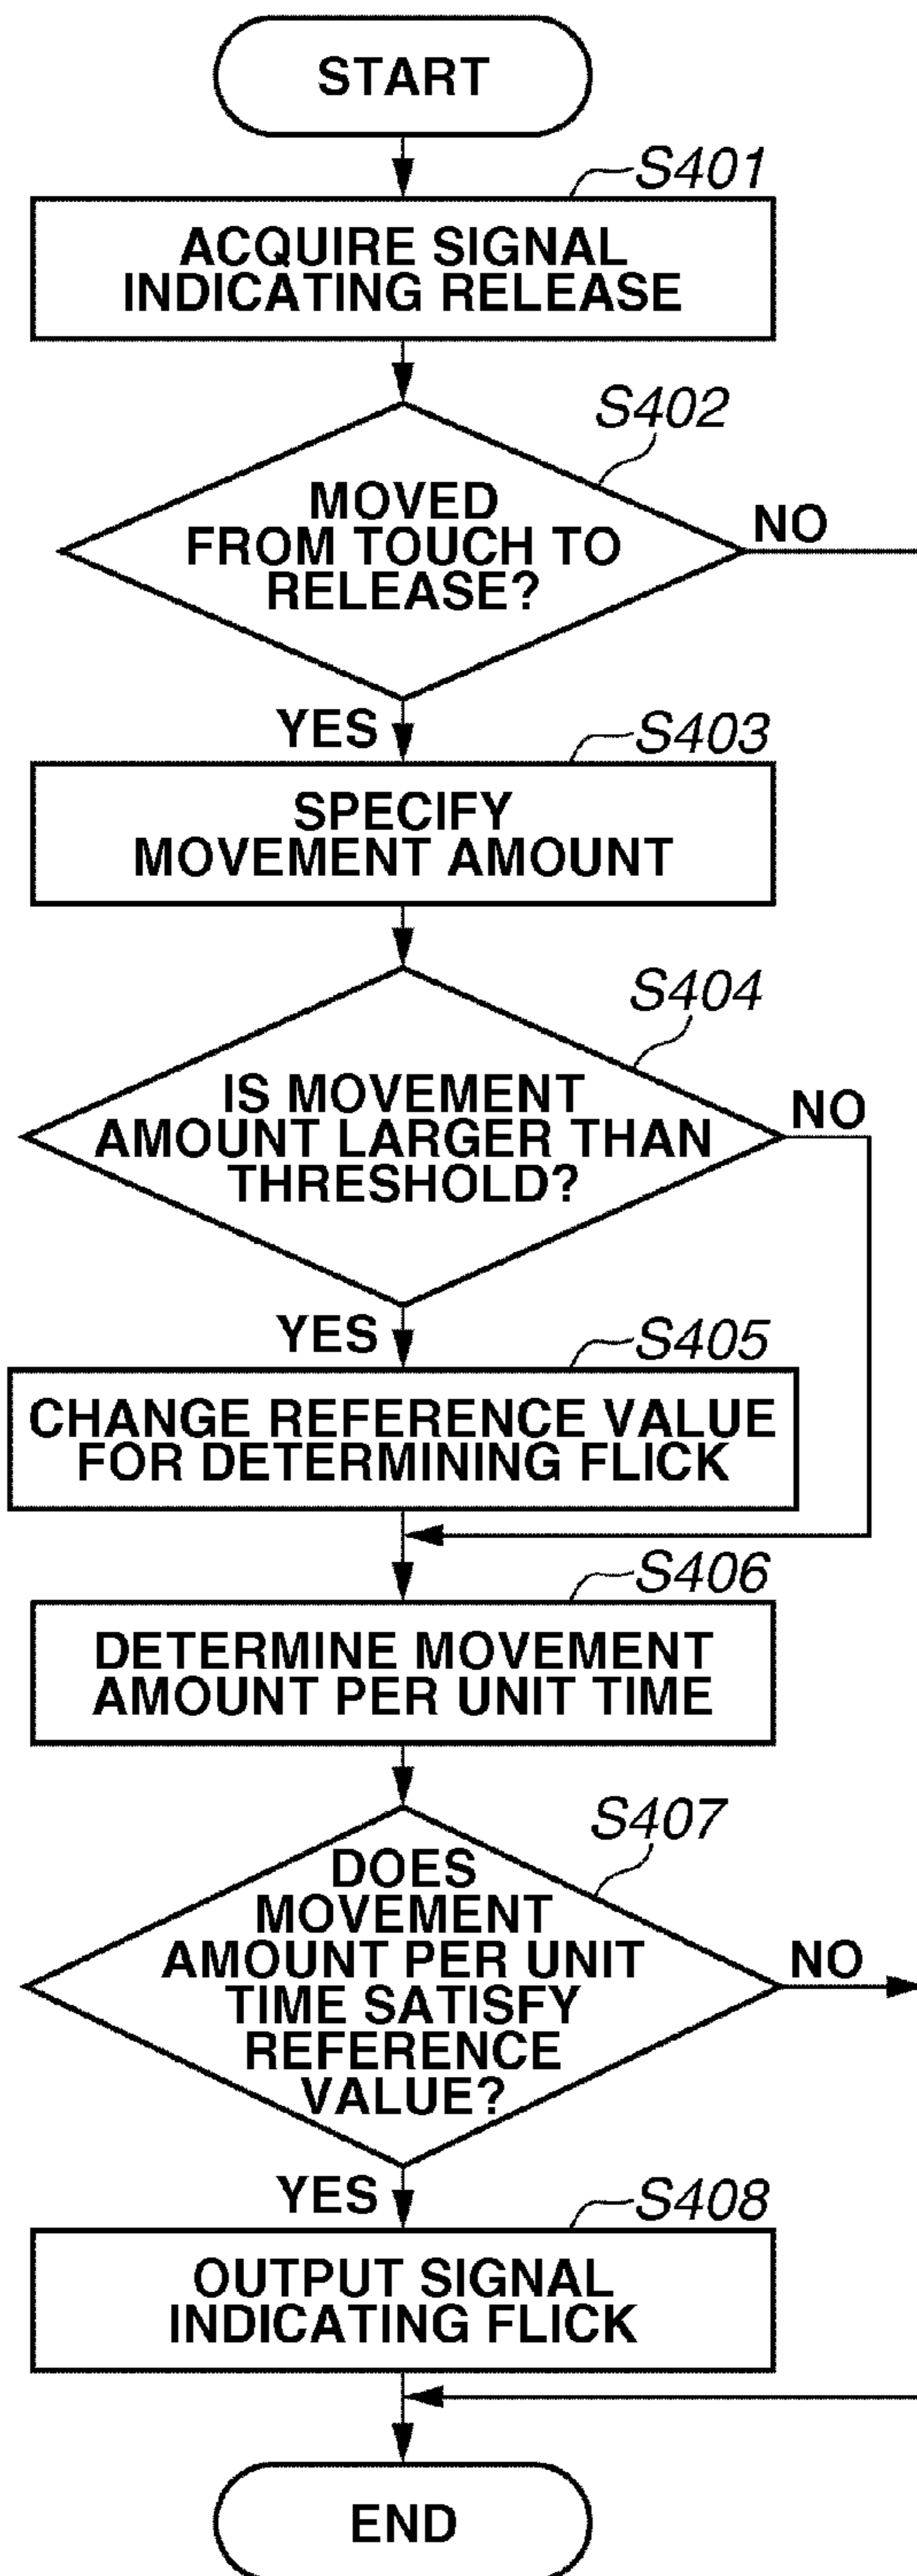 START
S401
ACQUIRE SIGNAL
INDICATING RELEASE
S402
MOVED
FROM TOUCH TO
RELEASE?
NO
YES
S403
SPECIFY
MOVEMENT AMOUNT
S404
IS MOVEMENT
AMOUNT LARGER THAN
THRESHOLD?
NO
YES
S405
CHANGE REFERENCE VALUE
FOR DETERMINING FLICK
S406
DETERMINE MOVEMENT
AMOUNT PER UNIT TIME
S407
DOES
MOVEMENT
AMOUNT PER UNIT
TIME SATISFY
REFERENCE
VALUE?
NO
YES
S408
OUTPUT SIGNAL
INDICATING FLICK
END